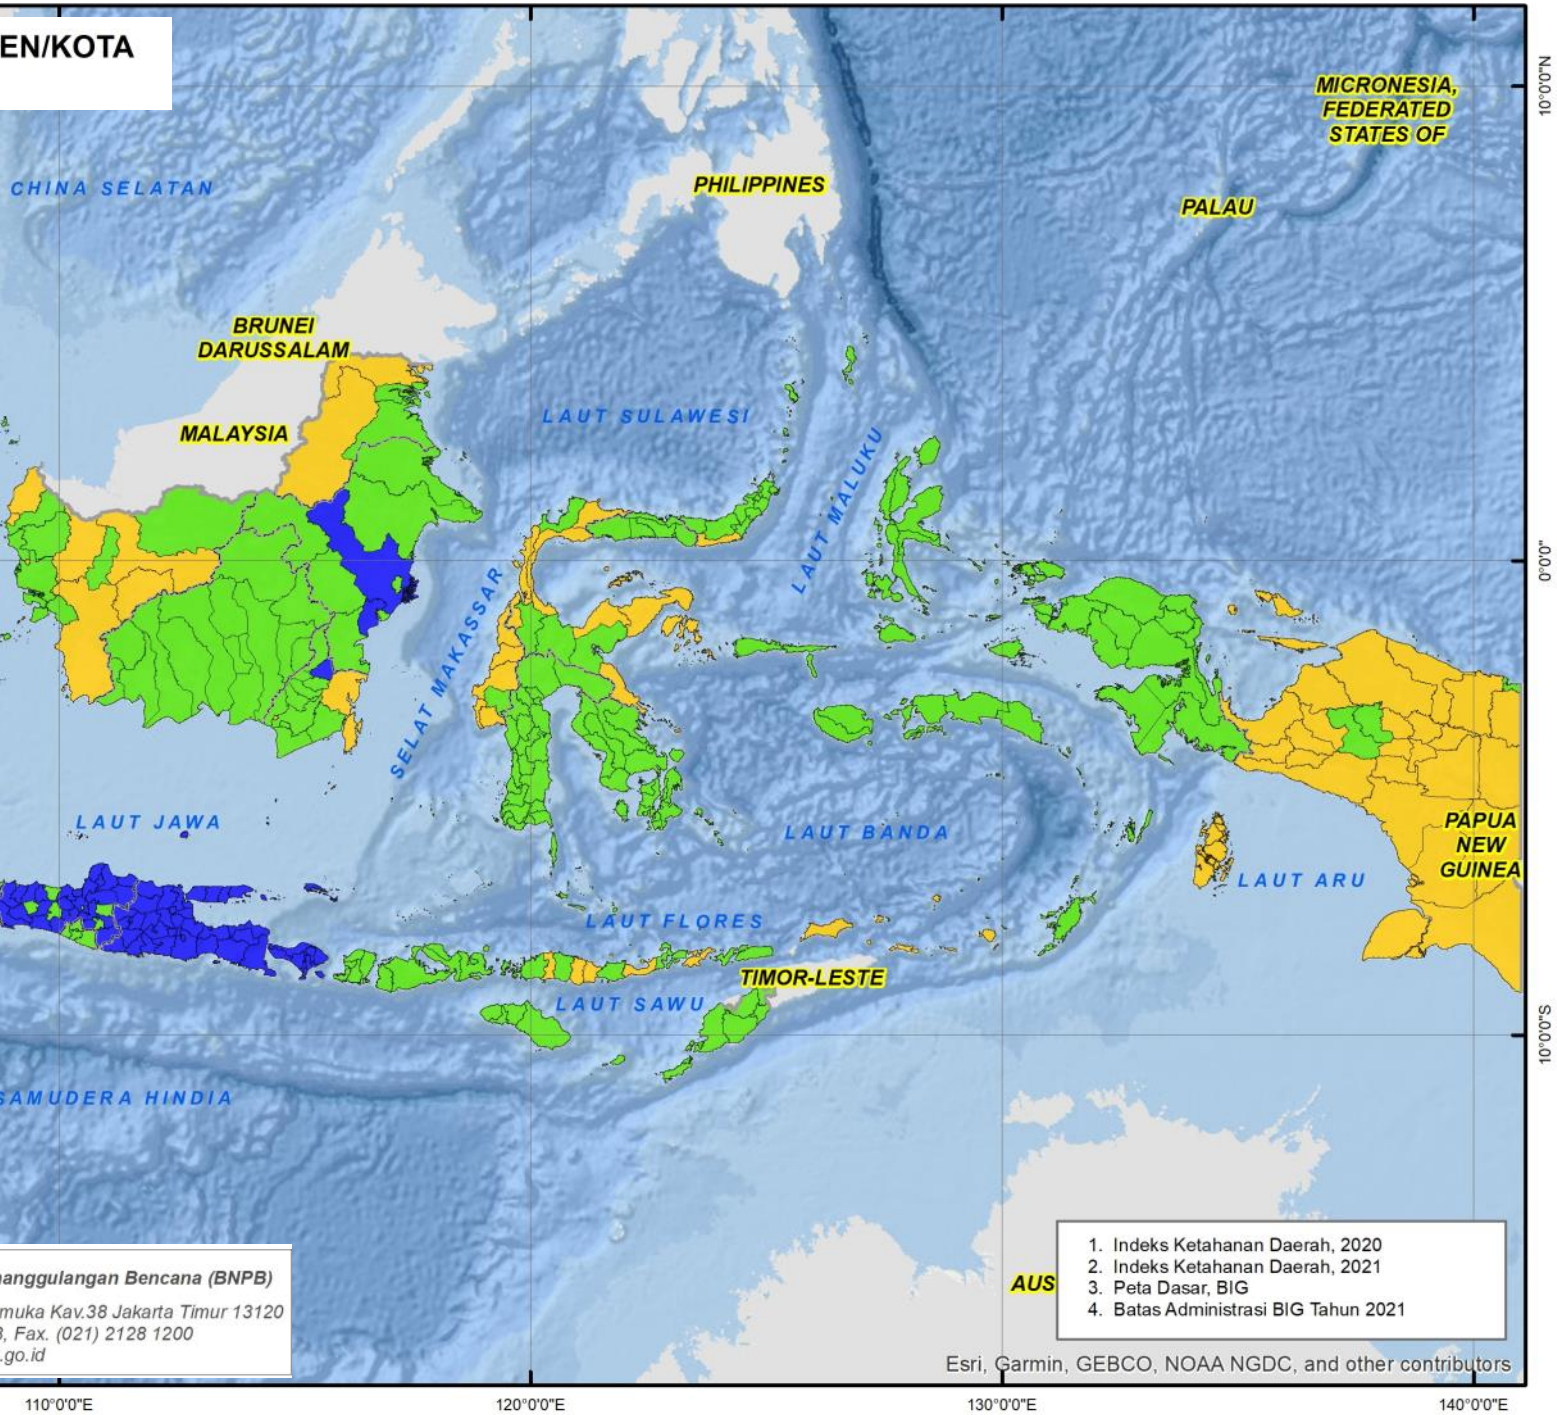 EN/KOTA
10°0'0"N
MICRONESIA,
FEDERATED
STATES OF
CHINA SELATAN
PHILIPPINES
PALAU
BRUNEI
DARUSSALAM
LAUT SULAWESI
MALAYSIA
LAUT MALUKU
0°0'0"
SELAT MAKASSAR
LAUT JAWA
LAUT BANDA
PAPUA
NEW
GUINEA
LAUT ARU
LAUT FLORES
TIMOR-LESTE
LAUT SAWU
10°0'0"S
SAMUDERA HINDIA
1. Indeks Ketahanan Daerah, 2020
2. Indeks Ketahanan Daerah, 2021
3. Peta Dasar, BIG
4. Batas Administrasi BIG Tahun 2021
AUS
anggulangan Bencana (BNPB)
muka Kav.38 Jakarta Timur 13120
, Fax. (021) 2128 1200
.go.id
Esri, Garmin, GEBCO, NOAA NGDC, and other contributors
110°0'0"E
120°0'0"E
130°0'0"E
140°0'0"E